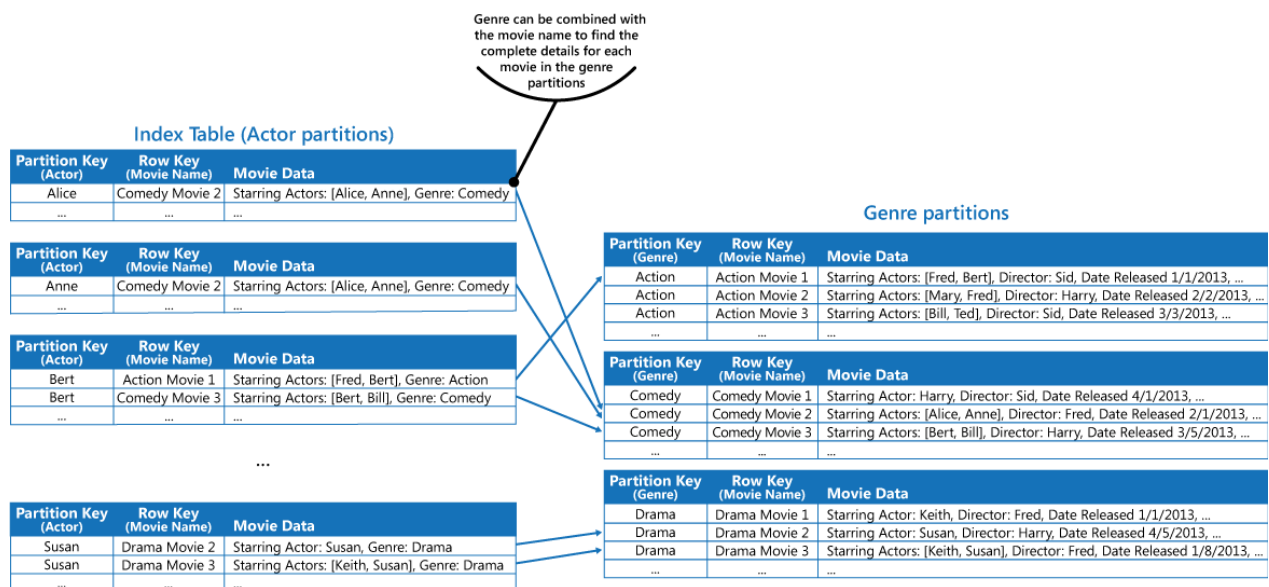 Genre can be combined with
the movie name to find the
complete details for each
movie in the genre
partitions
Index Table (Actor partitions)
Partition Key Row Key
(Actor) (Movie Name) Movie Data
Alice Comedy Movie 2 Starring Actors: [Alice, Anne], Genre: Comedy
... ... ...
Partition Key Row Key
(Actor) (Movie Name) Movie Data
Anne Comedy Movie 2 Starring Actors: [Alice, Anne], Genre: Comedy
... ... ...
Partition Key Row Key
(Actor) (Movie Name) Movie Data
Bert Action Movie 1 Starring Actors: [Fred, Bert], Genre: Action
Bert Comedy Movie 3 Starring Actors: [Bert, Bill], Genre: Comedy
... ... ...
...
Partition Key Row Key
(Actor) (Movie Name) Movie Data
Susan Drama Movie 2 Starring Actor: Susan, Genre: Drama
Susan Drama Movie 3 Starring Actors: [Keith, Susan], Genre: Drama
... ... ...
Genre partitions
Partition Key Row Key
(Genre) (Movie Name) Movie Data
Action Action Movie 1 Starring Actors: [Fred, Bert], Director: Sid, Date Released 1/1/2013, ...
Action Action Movie 2 Starring Actors: [Mary, Fred], Director: Harry, Date Released 2/2/2013, ...
Action Action Movie 3 Starring Actors: [Bill, Ted], Director: Sid, Date Released 3/3/2013, ...
... ... ...
Partition Key Row Key
(Genre) (Movie Name) Movie Data
Comedy Comedy Movie 1 Starring Actor: Harry, Director: Sid, Date Released 4/1/2013, ...
Comedy Comedy Movie 2 Starring Actors: [Alice, Anne], Director: Fred, Date Released 2/1/2013, ...
Comedy Comedy Movie 3 Starring Actors: [Bert, Bill], Director: Harry, Date Released 3/5/2013, ...
... ... ...
Partition Key Row Key
(Genre) (Movie Name) Movie Data
Drama Drama Movie 1 Starring Actor: Keith, Director: Fred, Date Released 1/1/2013, ...
Drama Drama Movie 2 Starring Actor: Susan, Director: Harry, Date Released 4/5/2013, ...
Drama Drama Movie 3 Starring Actors: [Keith, Susan], Director: Fred, Date Released 1/8/2013, ...
... ... ...